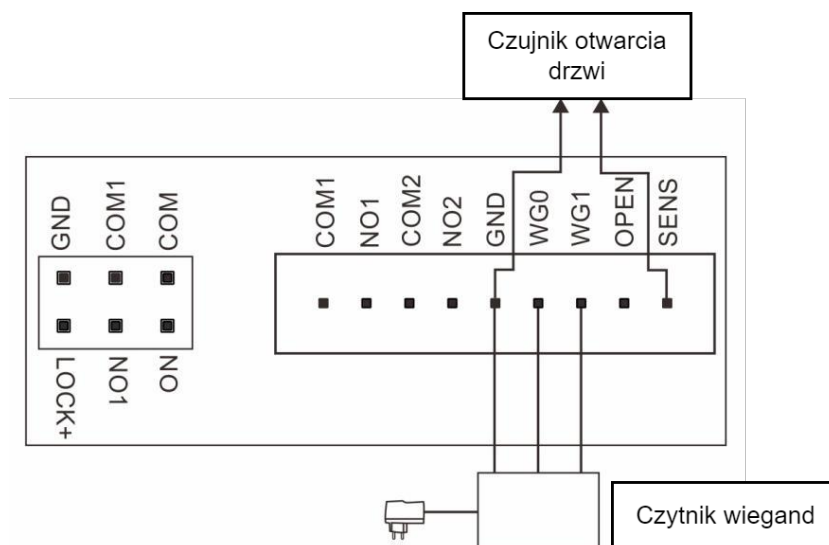 Czujnik otwarcia
drzwi
GND
COM1
COM
LOCK+
NO1
NO
COM1
NO1
COM2
NO2
GND
WG0
WG1
OPEN
SENS
Czytnik wiegand